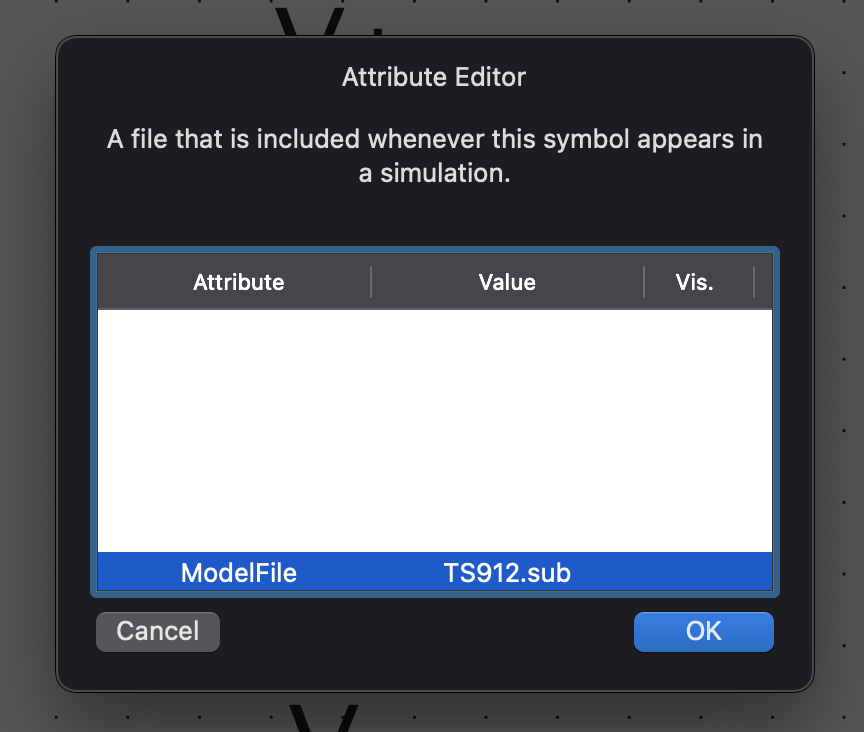 Attribute Editor
A file that is included whenever this symbol appears in
a simulation.
Attribute Value Vis.
ModelFile TS912.sub
Cancel OK